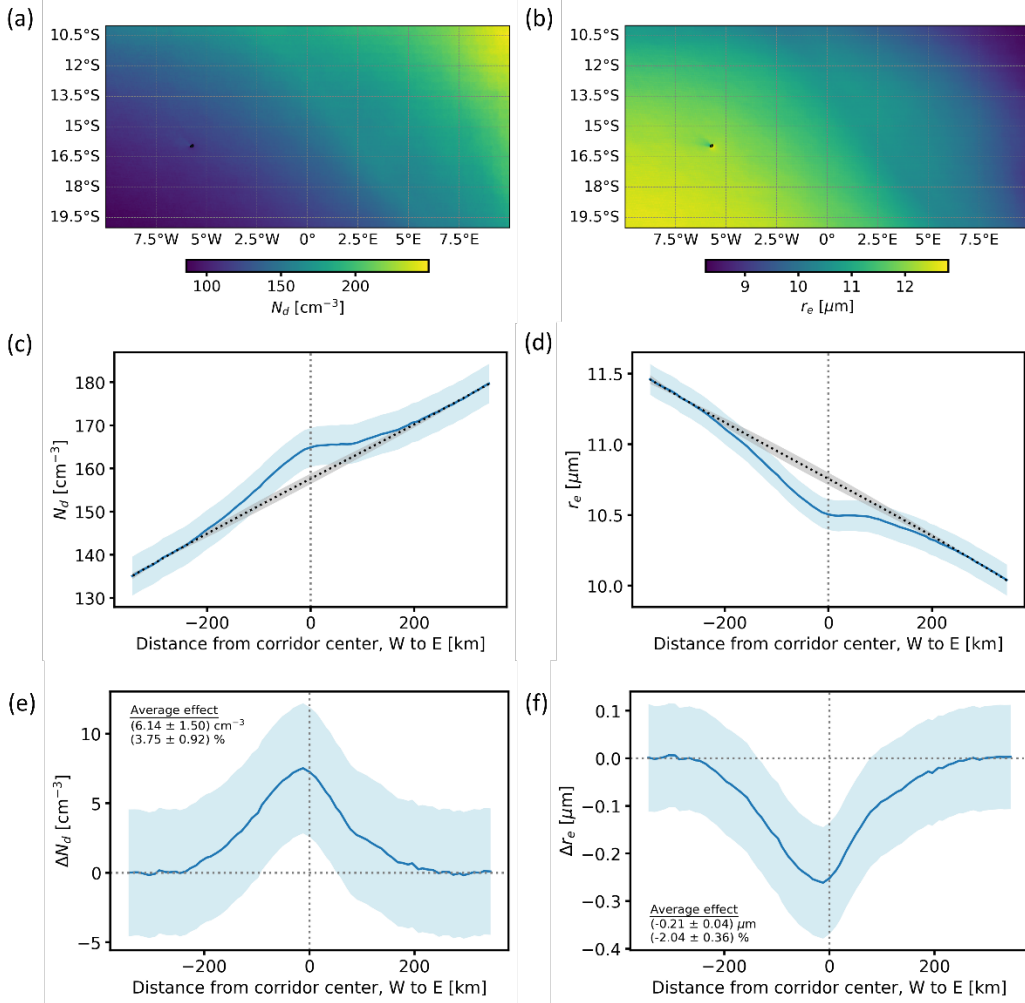 (a)
10.5°S
12°S
13.5°S
15°S
16.5°S
18°S
19.5°S
7.5°W 5°W 2.5°W 0° 2.5°E 5°E 7.5°E
100 150 200
N_d [cm⁻³]
(b)
10.5°S
12°S
13.5°S
15°S
16.5°S
18°S
19.5°S
7.5°W 5°W 2.5°W 0° 2.5°E 5°E 7.5°E
9 10 11 12
r_e [μm]
(c)
180
170
160
150
140
130
N_d [cm⁻³]
−200 0 200
Distance from corridor center, W to E [km]
(d)
11.5
11.0
10.5
10.0
r_e [μm]
−200 0 200
Distance from corridor center, W to E [km]
(e)
Average effect
(6.14 ± 1.50) cm⁻³
(3.75 ± 0.92) %
10
5
0
−5
ΔN_d [cm⁻³]
−200 0 200
Distance from corridor center, W to E [km]
(f)
0.1
0.0
−0.1
−0.2
−0.3
−0.4
Δr_e [μm]
Average effect
(-0.21 ± 0.04) μm
(-2.04 ± 0.36) %
−200 0 200
Distance from corridor center, W to E [km]